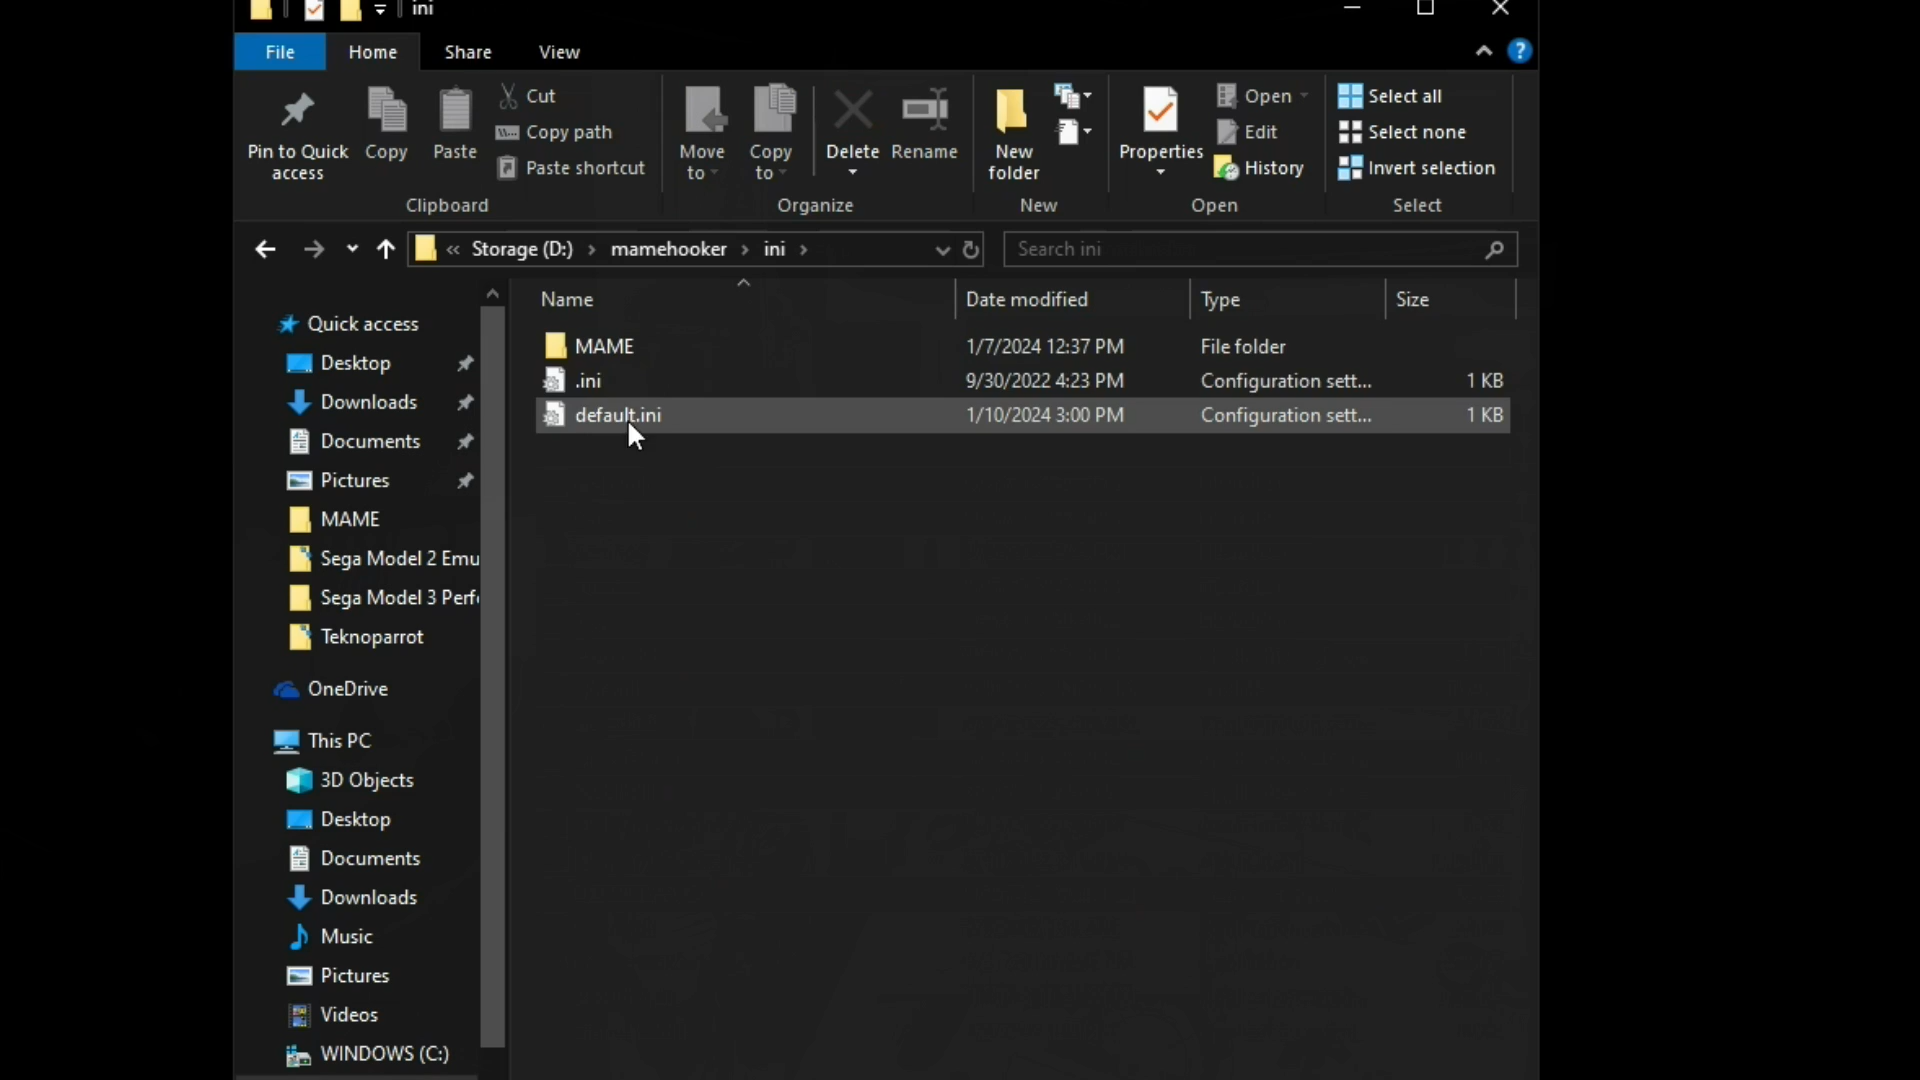 ini
File Home Share View
Pin to Quick access
Copy
Paste
Cut
Copy path
Paste shortcut
Clipboard
Move to
Copy to
Delete
Rename
Organize
New folder
New
Properties
Open
Edit
History
Open
Select all
Select none
Invert selection
Select
« Storage (D:) › mamehooker › ini ›
Search ini
Name Date modified Type Size
MAME 1/7/2024 12:37 PM File folder
.ini 9/30/2022 4:23 PM Configuration sett... 1 KB
default.ini 1/10/2024 3:00 PM Configuration sett... 1 KB
Quick access
Desktop
Downloads
Documents
Pictures
MAME
Sega Model 2 Emu
Sega Model 3 Perf
Teknoparrot
OneDrive
This PC
3D Objects
Desktop
Documents
Downloads
Music
Pictures
Videos
WINDOWS (C:)